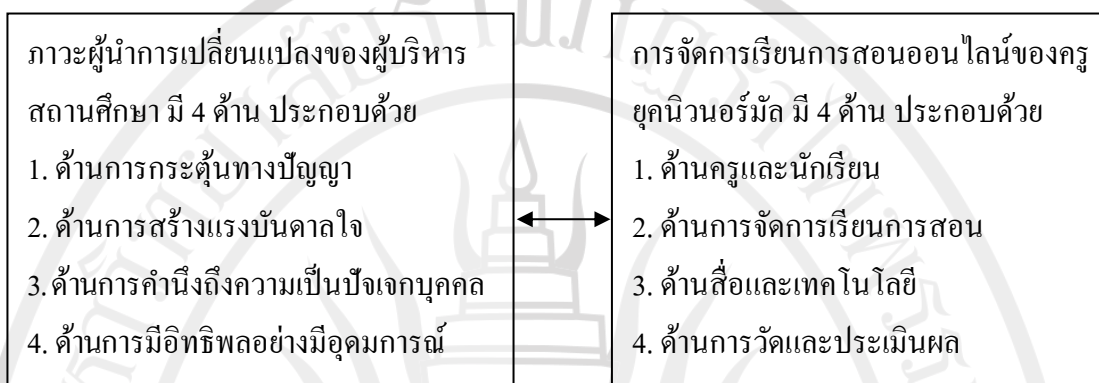 ภาวะผู้นำการเปลี่ยนแปลงของผู้บริหาร
สถานศึกษา มี 4 ด้าน ประกอบด้วย
1. ด้านการกระตุ้นทางปัญญา
2. ด้านการสร้างแรงบันดาลใจ
3. ด้านการคำนึงถึงความเป็นปัจเจกบุคคล
4. ด้านการมีอิทธิพลอย่างมีอุดมการณ์
การจัดการเรียนการสอนออนไลน์ของครู
ยุคนิวนอร์มัล มี 4 ด้าน ประกอบด้วย
1. ด้านครูและนักเรียน
2. ด้านการจัดการเรียนการสอน
3. ด้านสื่อและเทคโนโลยี
4. ด้านการวัดและประเมินผล